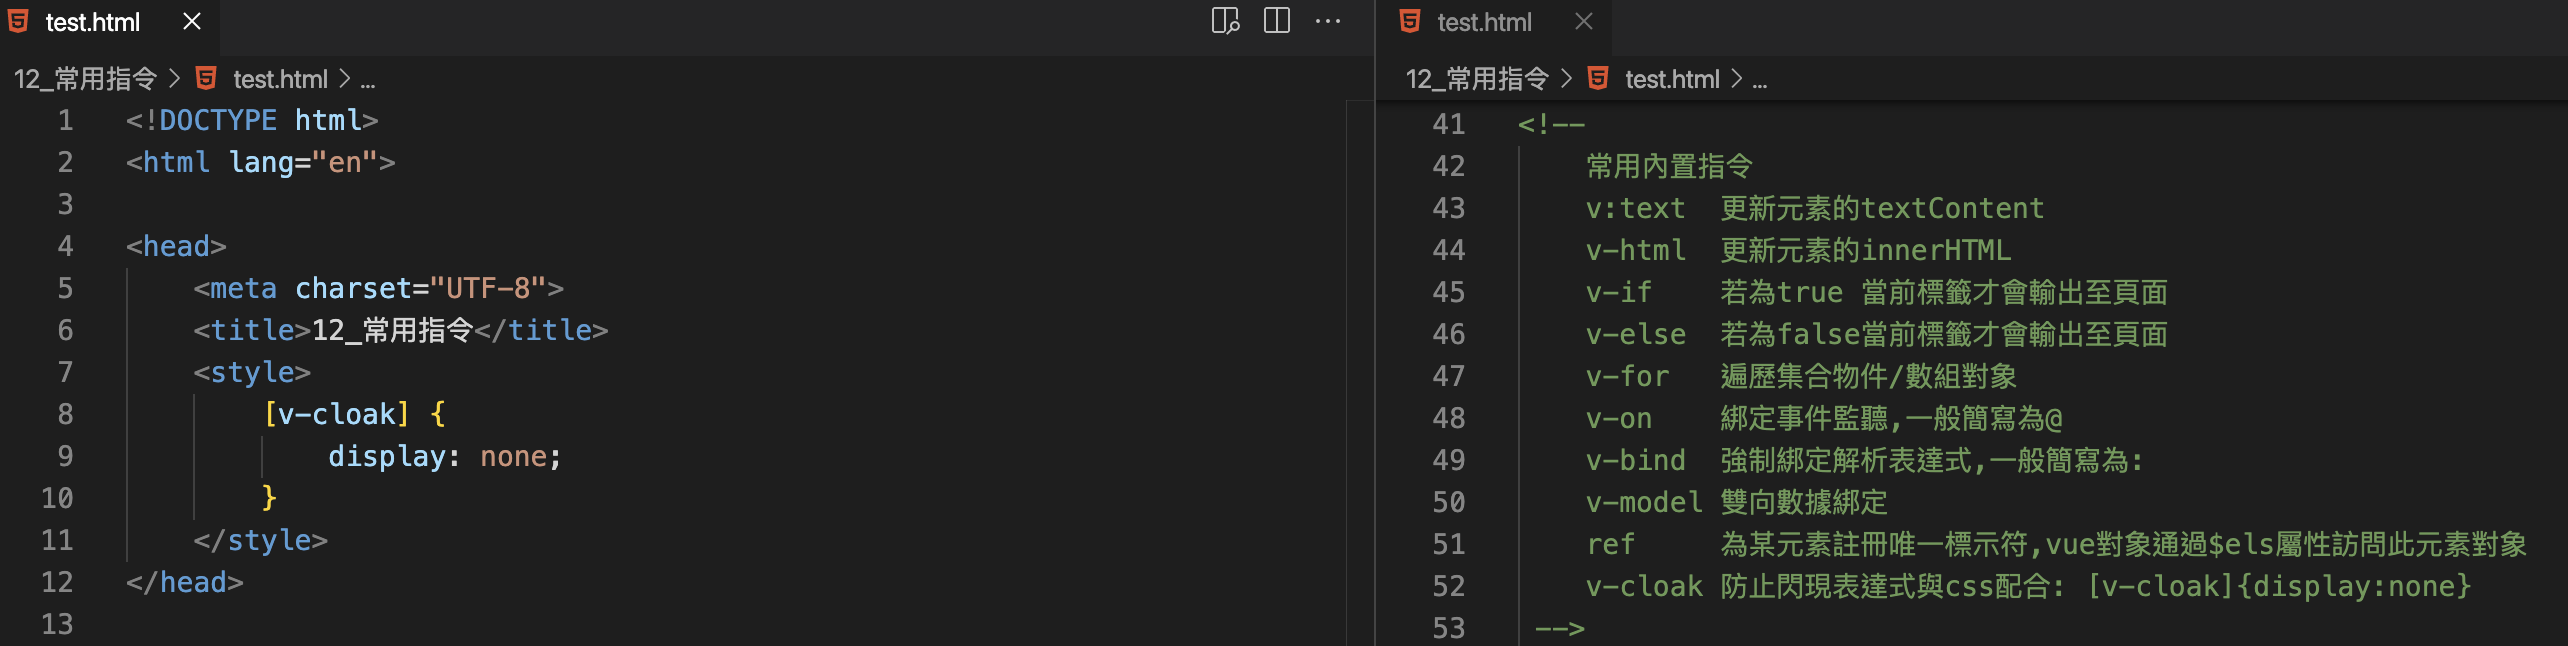 test.html
12_常用指令 > test.html > ...
1 <!DOCTYPE html>
2 <html lang="en">
3
4 <head>
5     <meta charset="UTF-8">
6     <title>12_常用指令</title>
7     <style>
8         [v-cloak] {
9             display: none;
10         }
11     </style>
12 </head>
13
test.html
12_常用指令 > test.html > ...
41 <!--
42     常用內置指令
43     v:text  更新元素的textContent
44     v-html  更新元素的innerHTML
45     v-if    若為true 當前標籤才會輸出至頁面
46     v-else  若為false當前標籤才會輸出至頁面
47     v-for   遍歷集合物件/數組對象
48     v-on    綁定事件監聽,一般簡寫為@
49     v-bind  強制綁定解析表達式,一般簡寫為:
50     v-model 雙向數據綁定
51     ref     為某元素註冊唯一標示符,vue對象通過$els屬性訪問此元素對象
52     v-cloak 防止閃現表達式與css配合: [v-cloak]{display:none}
53  -->